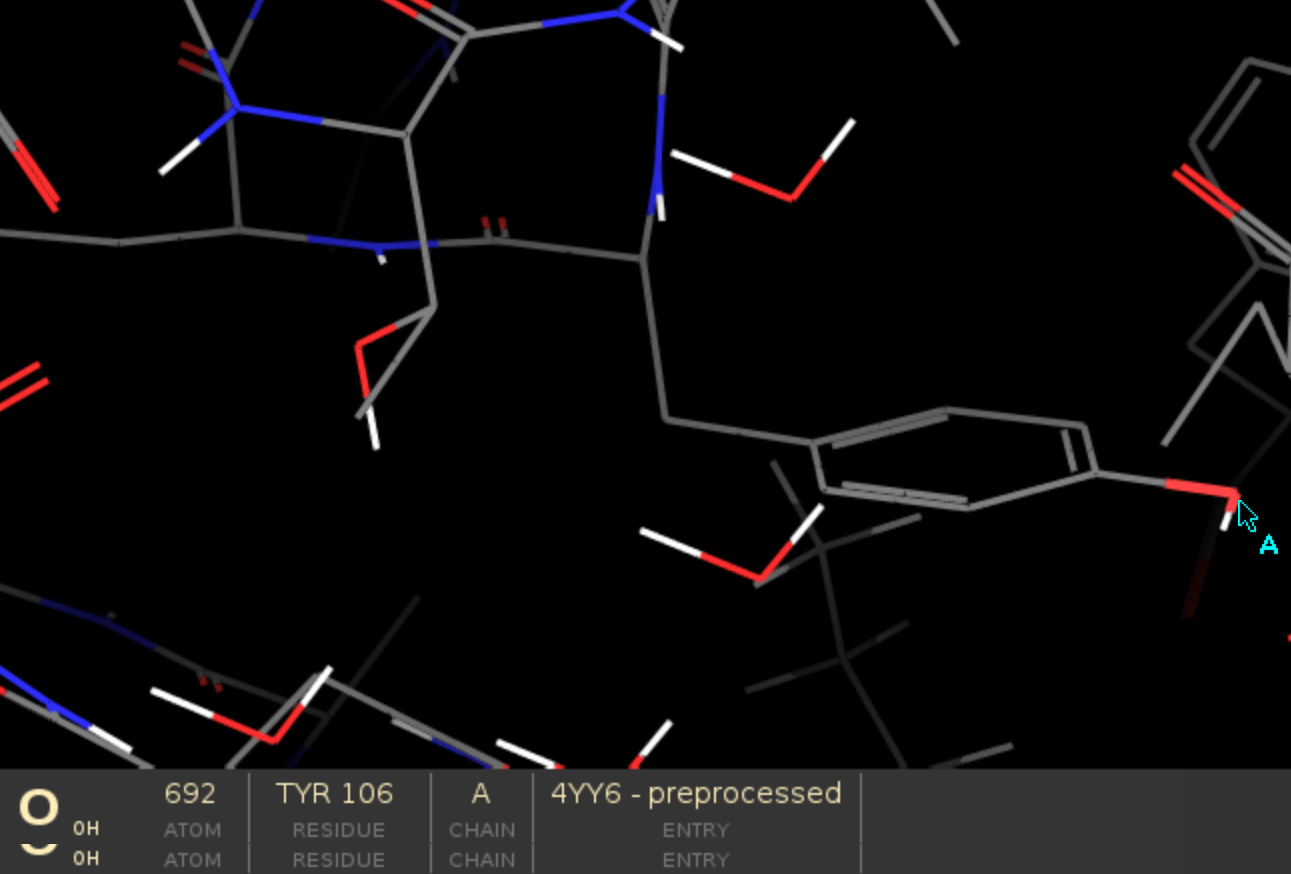 A
O 692 TYR 106 A 4YY6 - preprocessed
OH ATOM RESIDUE CHAIN ENTRY
OH ATOM RESIDUE CHAIN ENTRY